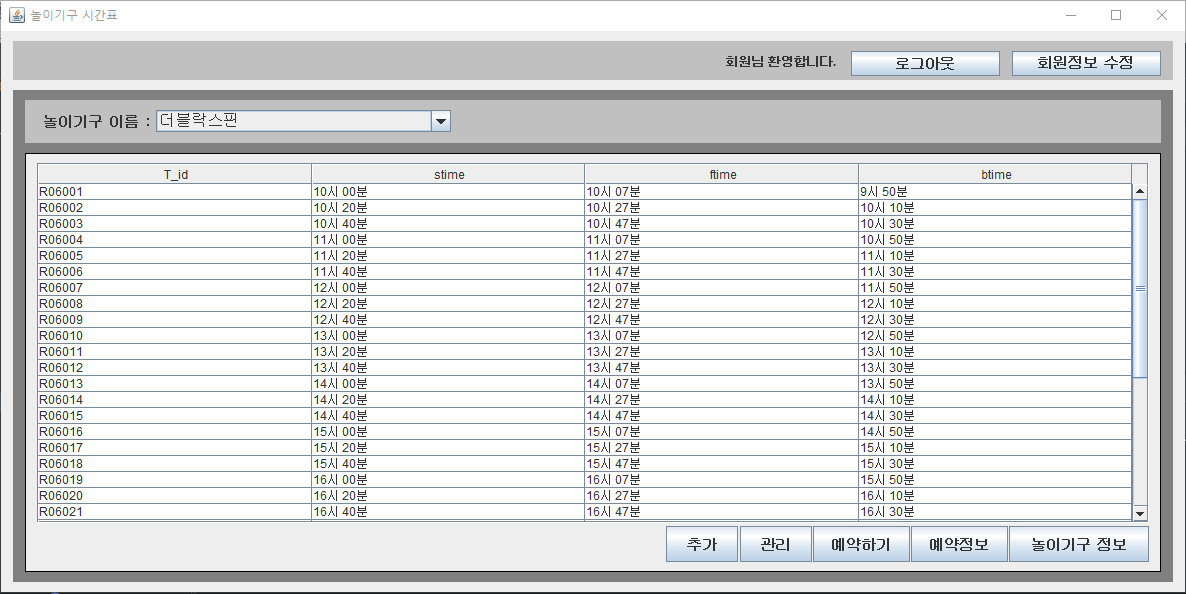 놀이기구 시간표
회원님 환영합니다. 로그아웃 회원정보 수정
놀이기구 이름 : 더블락스핀
T_id stime ftime btime
R06001 10시 00분 10시 07분 9시 50분
R06002 10시 20분 10시 27분 10시 10분
R06003 10시 40분 10시 47분 10시 30분
R06004 11시 00분 11시 07분 10시 50분
R06005 11시 20분 11시 27분 11시 10분
R06006 11시 40분 11시 47분 11시 30분
R06007 12시 00분 12시 07분 11시 50분
R06008 12시 20분 12시 27분 12시 10분
R06009 12시 40분 12시 47분 12시 30분
R06010 13시 00분 13시 07분 12시 50분
R06011 13시 20분 13시 27분 13시 10분
R06012 13시 40분 13시 47분 13시 30분
R06013 14시 00분 14시 07분 13시 50분
R06014 14시 20분 14시 27분 14시 10분
R06015 14시 40분 14시 47분 14시 30분
R06016 15시 00분 15시 07분 14시 50분
R06017 15시 20분 15시 27분 15시 10분
R06018 15시 40분 15시 47분 15시 30분
R06019 16시 00분 16시 07분 15시 50분
R06020 16시 20분 16시 27분 16시 10분
R06021 16시 40분 16시 47분 16시 30분
추가 관리 예약하기 예약정보 놀이기구 정보